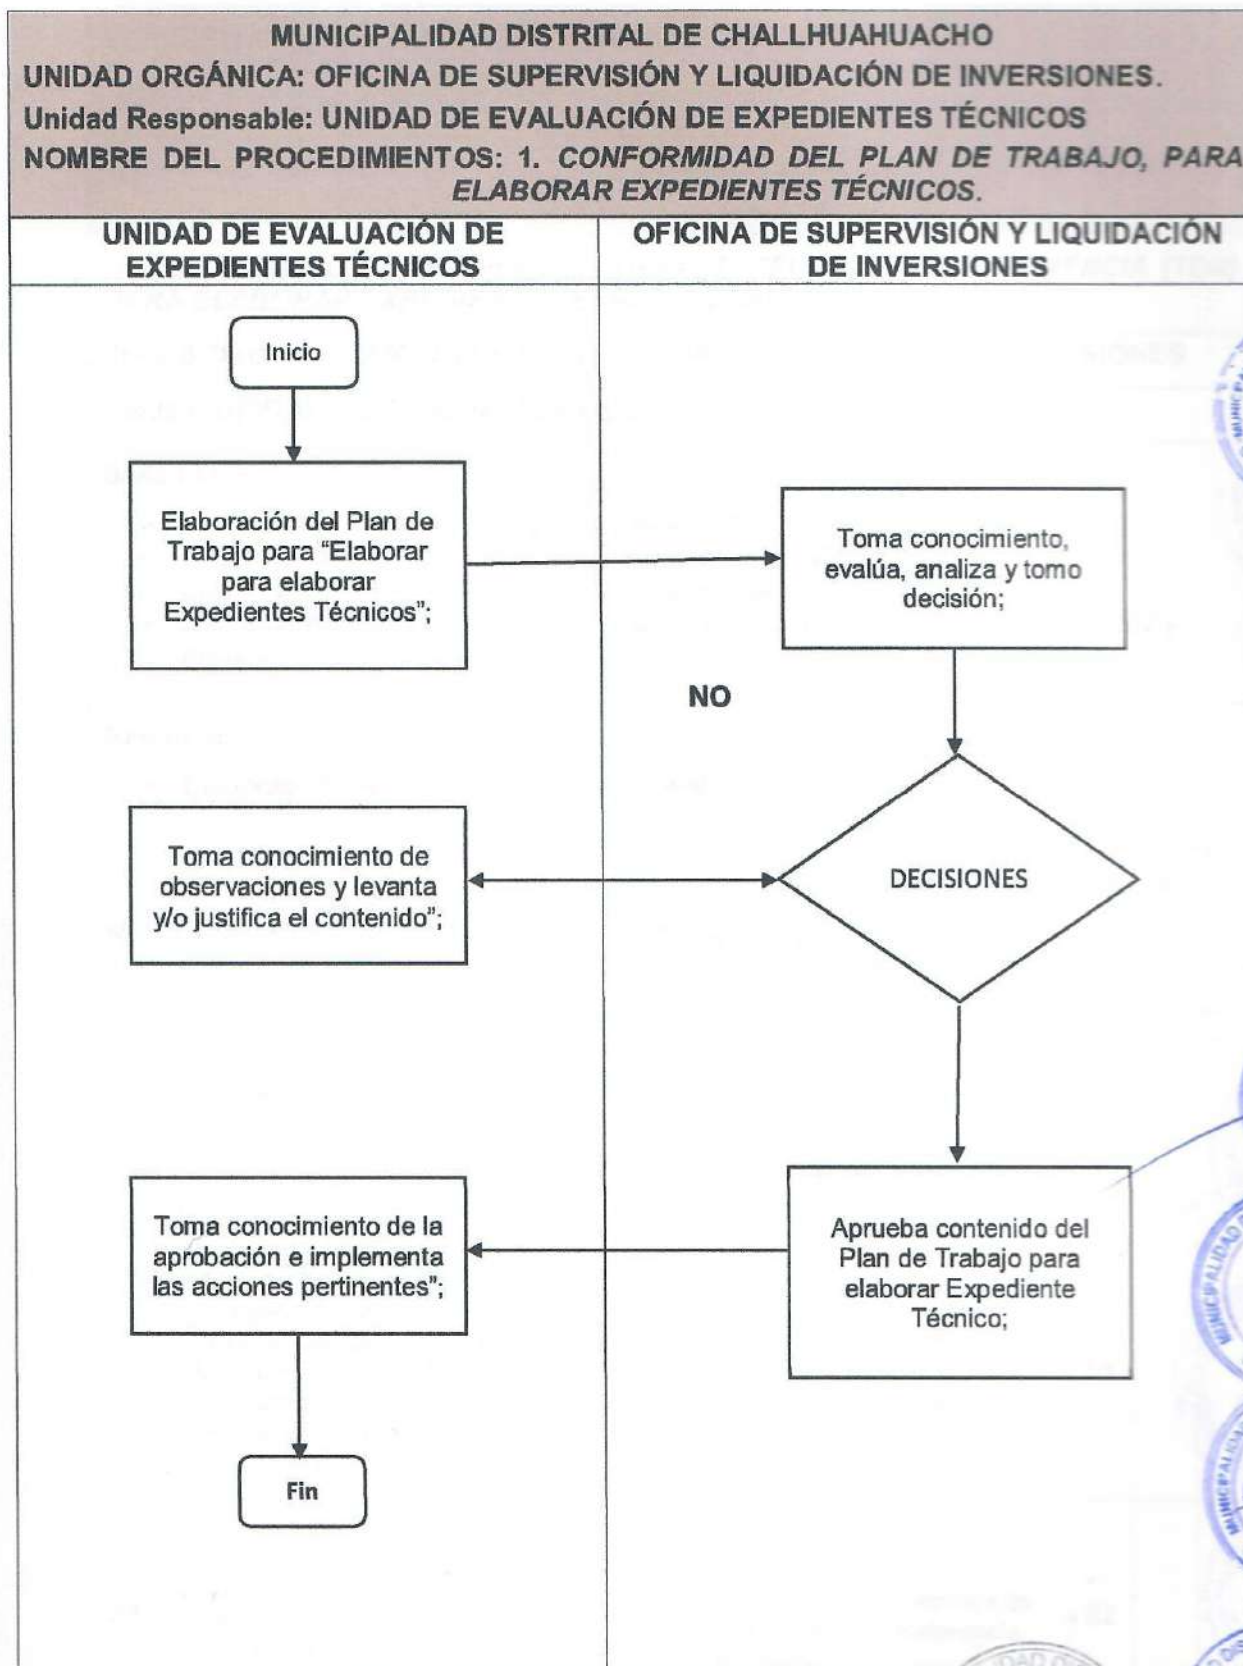 MUNICIPALIDAD DISTRITAL DE CHALLHUAHUACHO
UNIDAD ORGÁNICA: OFICINA DE SUPERVISIÓN Y LIQUIDACIÓN DE INVERSIONES.
Unidad Responsable: UNIDAD DE EVALUACIÓN DE EXPEDIENTES TÉCNICOS
NOMBRE DEL PROCEDIMIENTOS: 1. CONFORMIDAD DEL PLAN DE TRABAJO, PARA
ELABORAR EXPEDIENTES TÉCNICOS.
UNIDAD DE EVALUACIÓN DE
EXPEDIENTES TÉCNICOS
OFICINA DE SUPERVISIÓN Y LIQUIDACIÓN
DE INVERSIONES
Inicio
Elaboración del Plan de
Trabajo para “Elaborar
para elaborar
Expedientes Técnicos”;
Toma conocimiento,
evalúa, analiza y tomo
decisión;
NO
Toma conocimiento de
observaciones y levanta
y/o justifica el contenido”;
DECISIONES
Toma conocimiento de la
aprobación e implementa
las acciones pertinentes”;
Aprueba contenido del
Plan de Trabajo para
elaborar Expediente
Técnico;
Fin
MUNICIPALIDAD